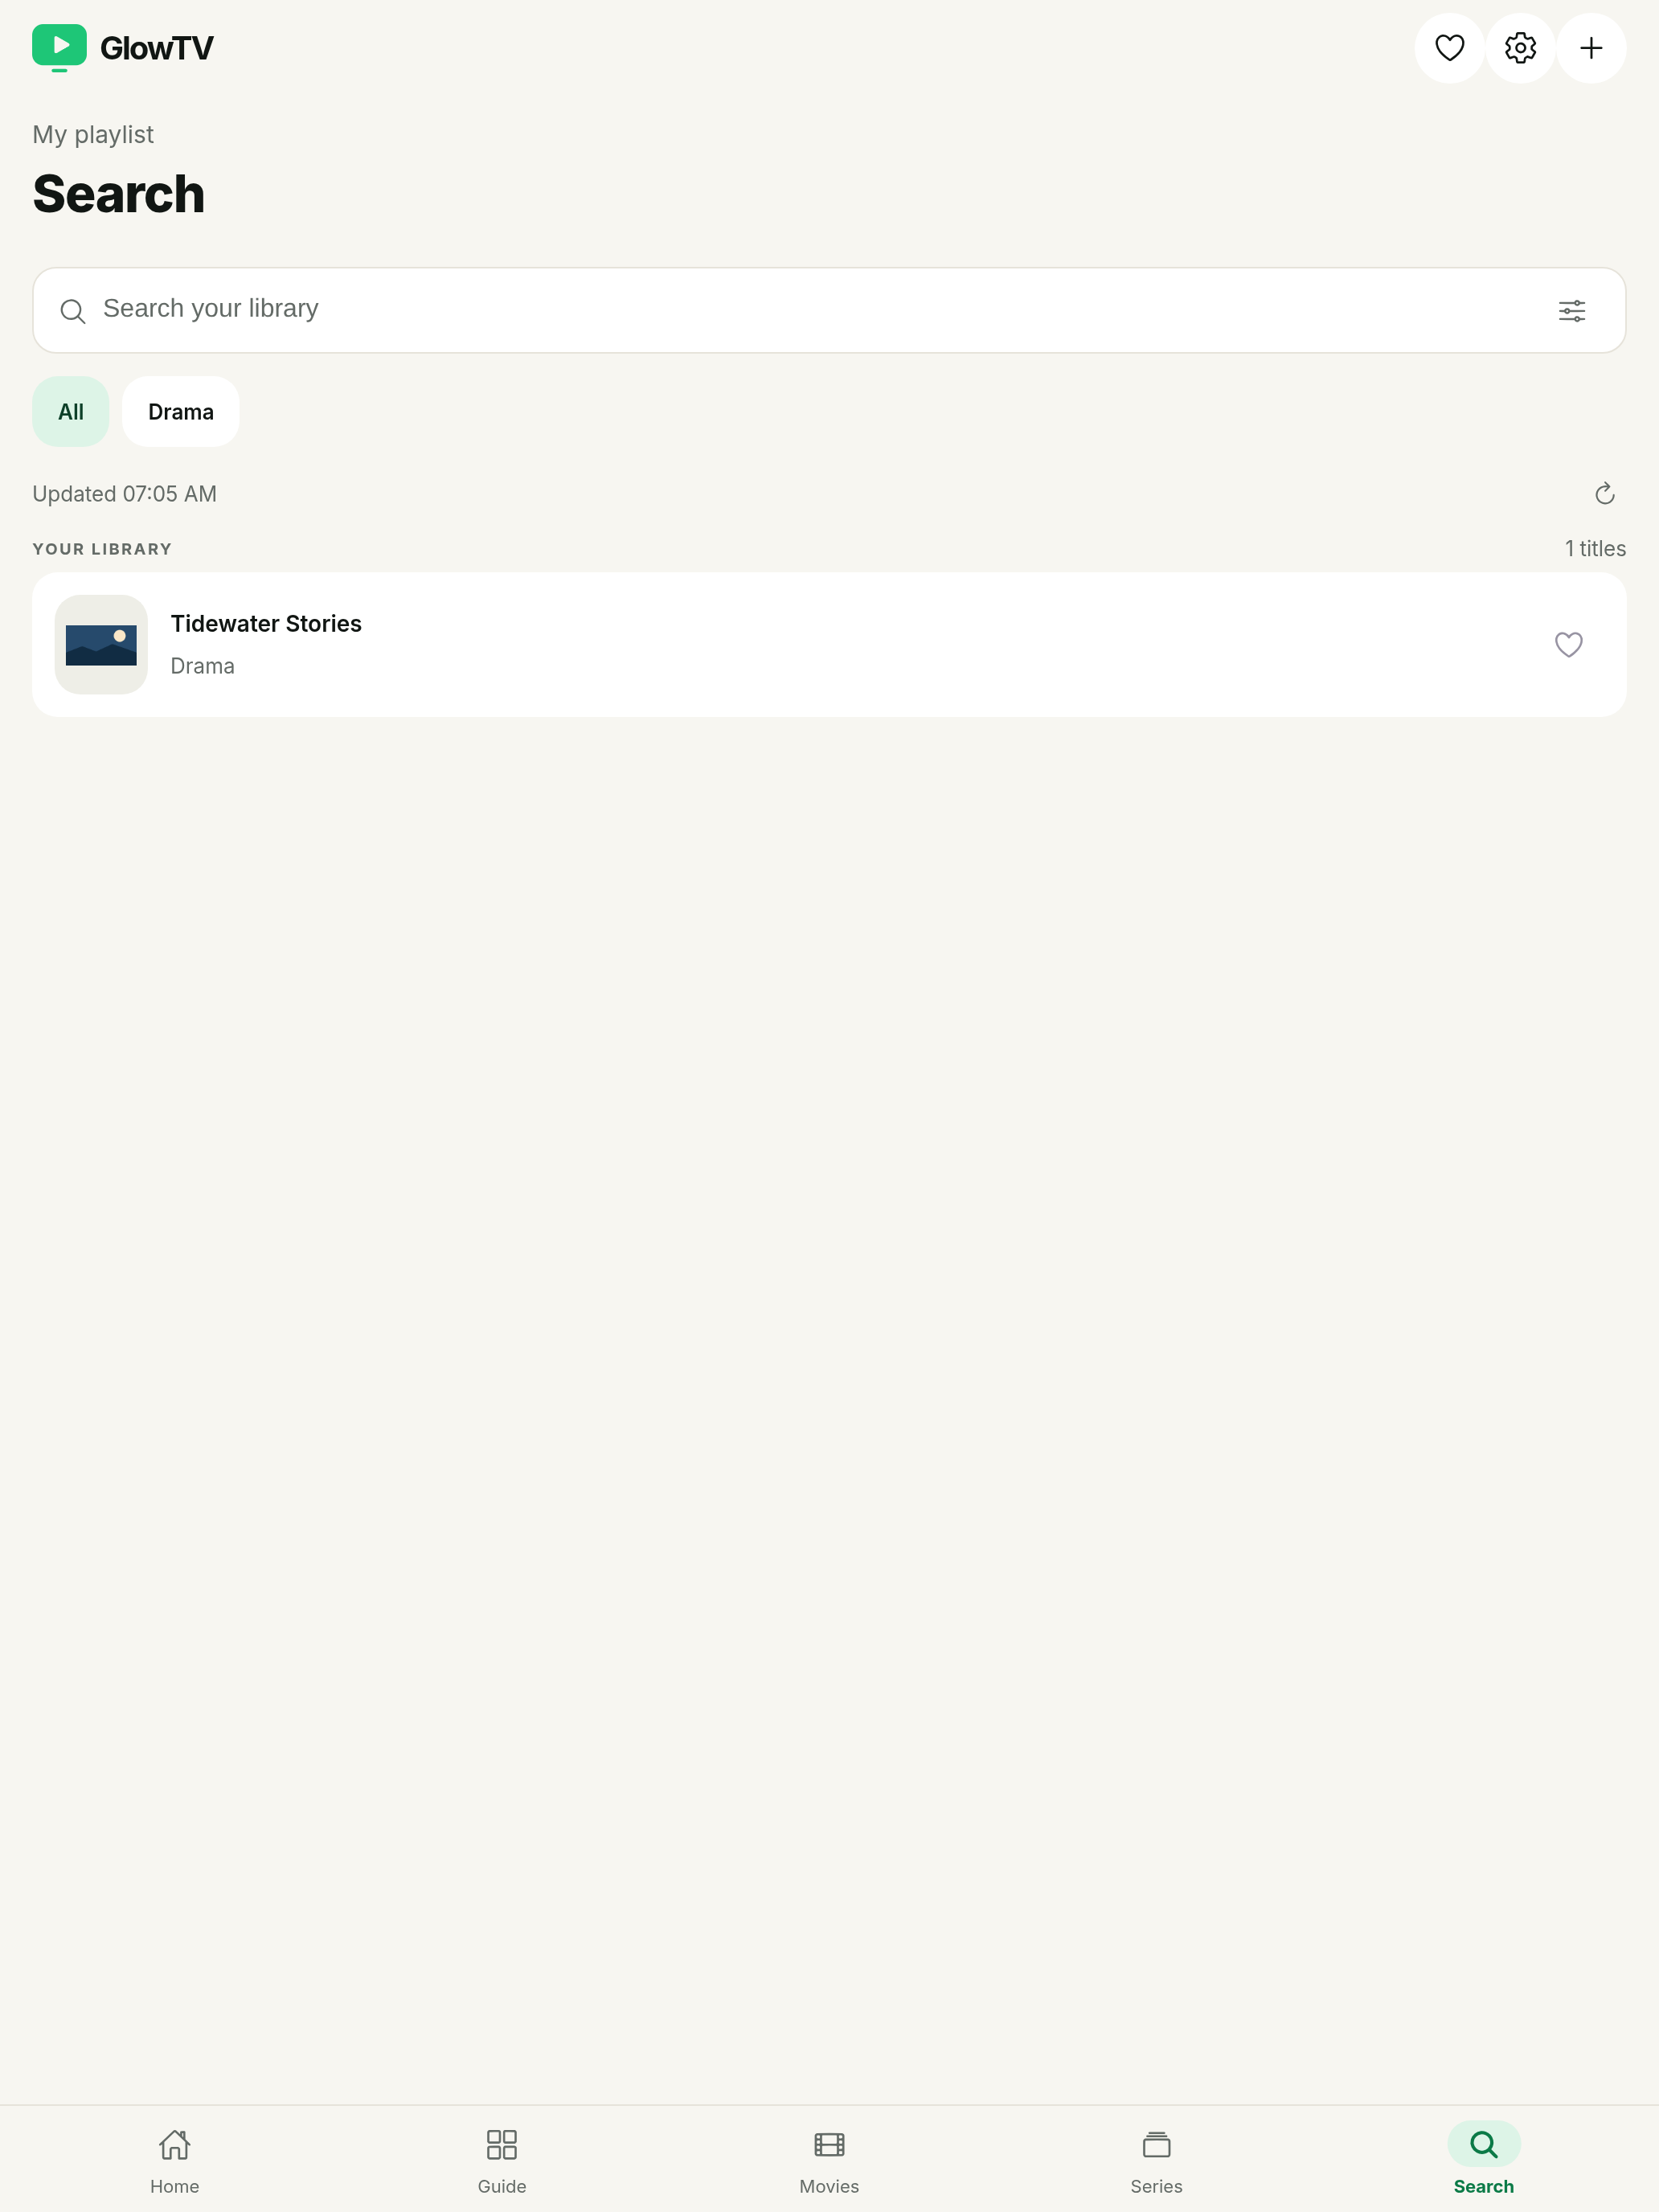 GlowTV
My playlist
Search
Search your library
All
Drama
Updated 07:05 AM
YOUR LIBRARY
1 titles
Tidewater Stories
Drama
Home
Guide
Movies
Series
Search